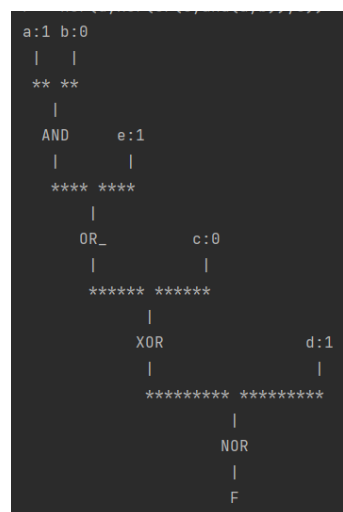 a:1 b:0
| |
** **
|
AND e:1
| |
**** ****
|
OR_ c:0
| |
****** ******
|
XOR d:1
| |
********* *********
|
NOR
|
F